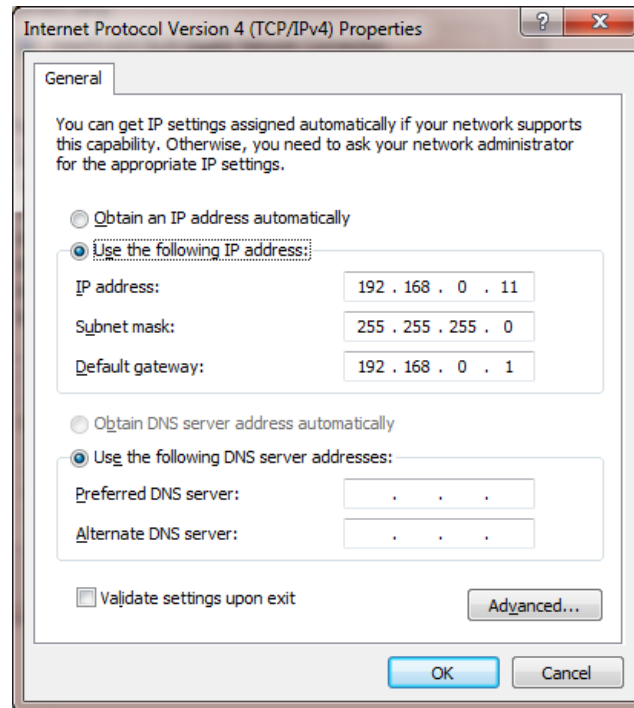 Internet Protocol Version 4 (TCP/IPv4) Properties
General
You can get IP settings assigned automatically if your network supports
this capability. Otherwise, you need to ask your network administrator
for the appropriate IP settings.
Obtain an IP address automatically
Use the following IP address:
IP address: 192 . 168 . 0 . 11
Subnet mask: 255 . 255 . 255 . 0
Default gateway: 192 . 168 . 0 . 1
Obtain DNS server address automatically
Use the following DNS server addresses:
Preferred DNS server: . . .
Alternate DNS server: . . .
Validate settings upon exit
Advanced...
OK Cancel